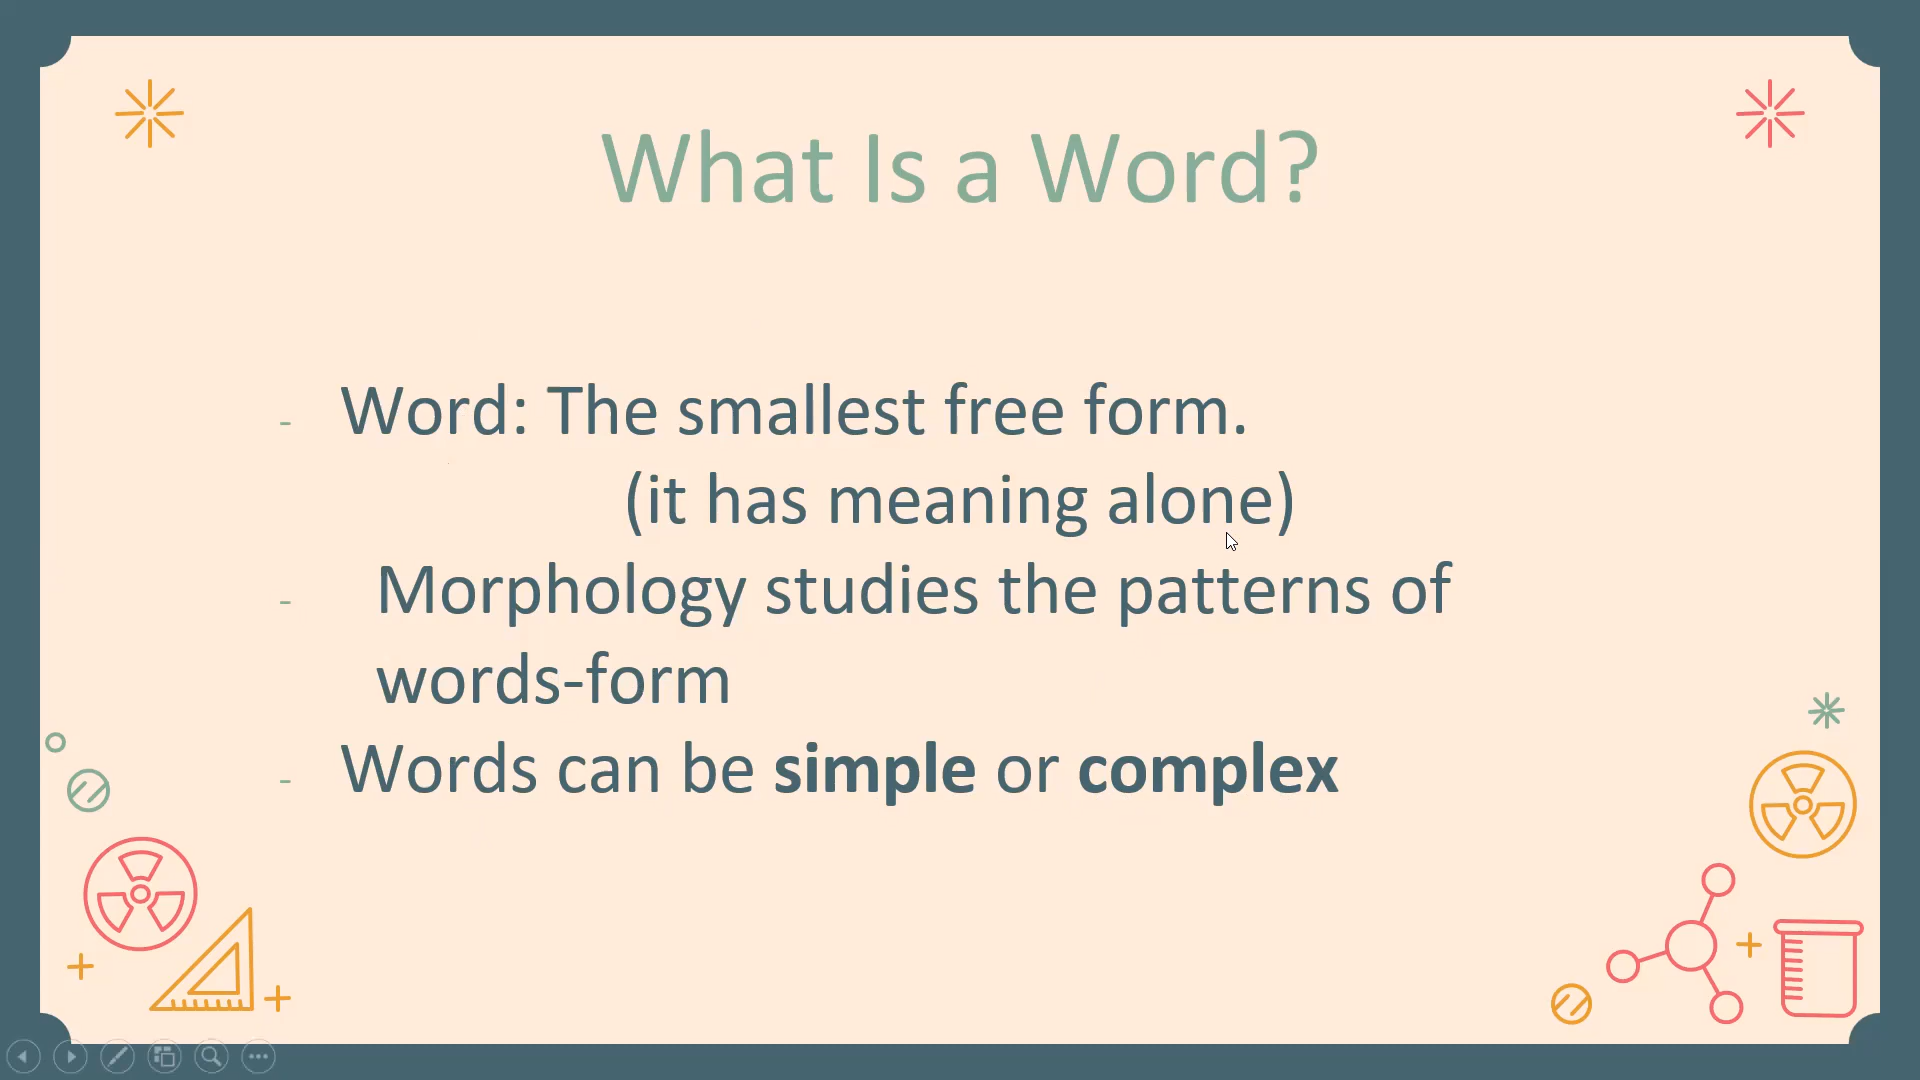 What Is a Word?
- Word: The smallest free form.
(it has meaning alone)
- Morphology studies the patterns of
words-form
- Words can be simple or complex